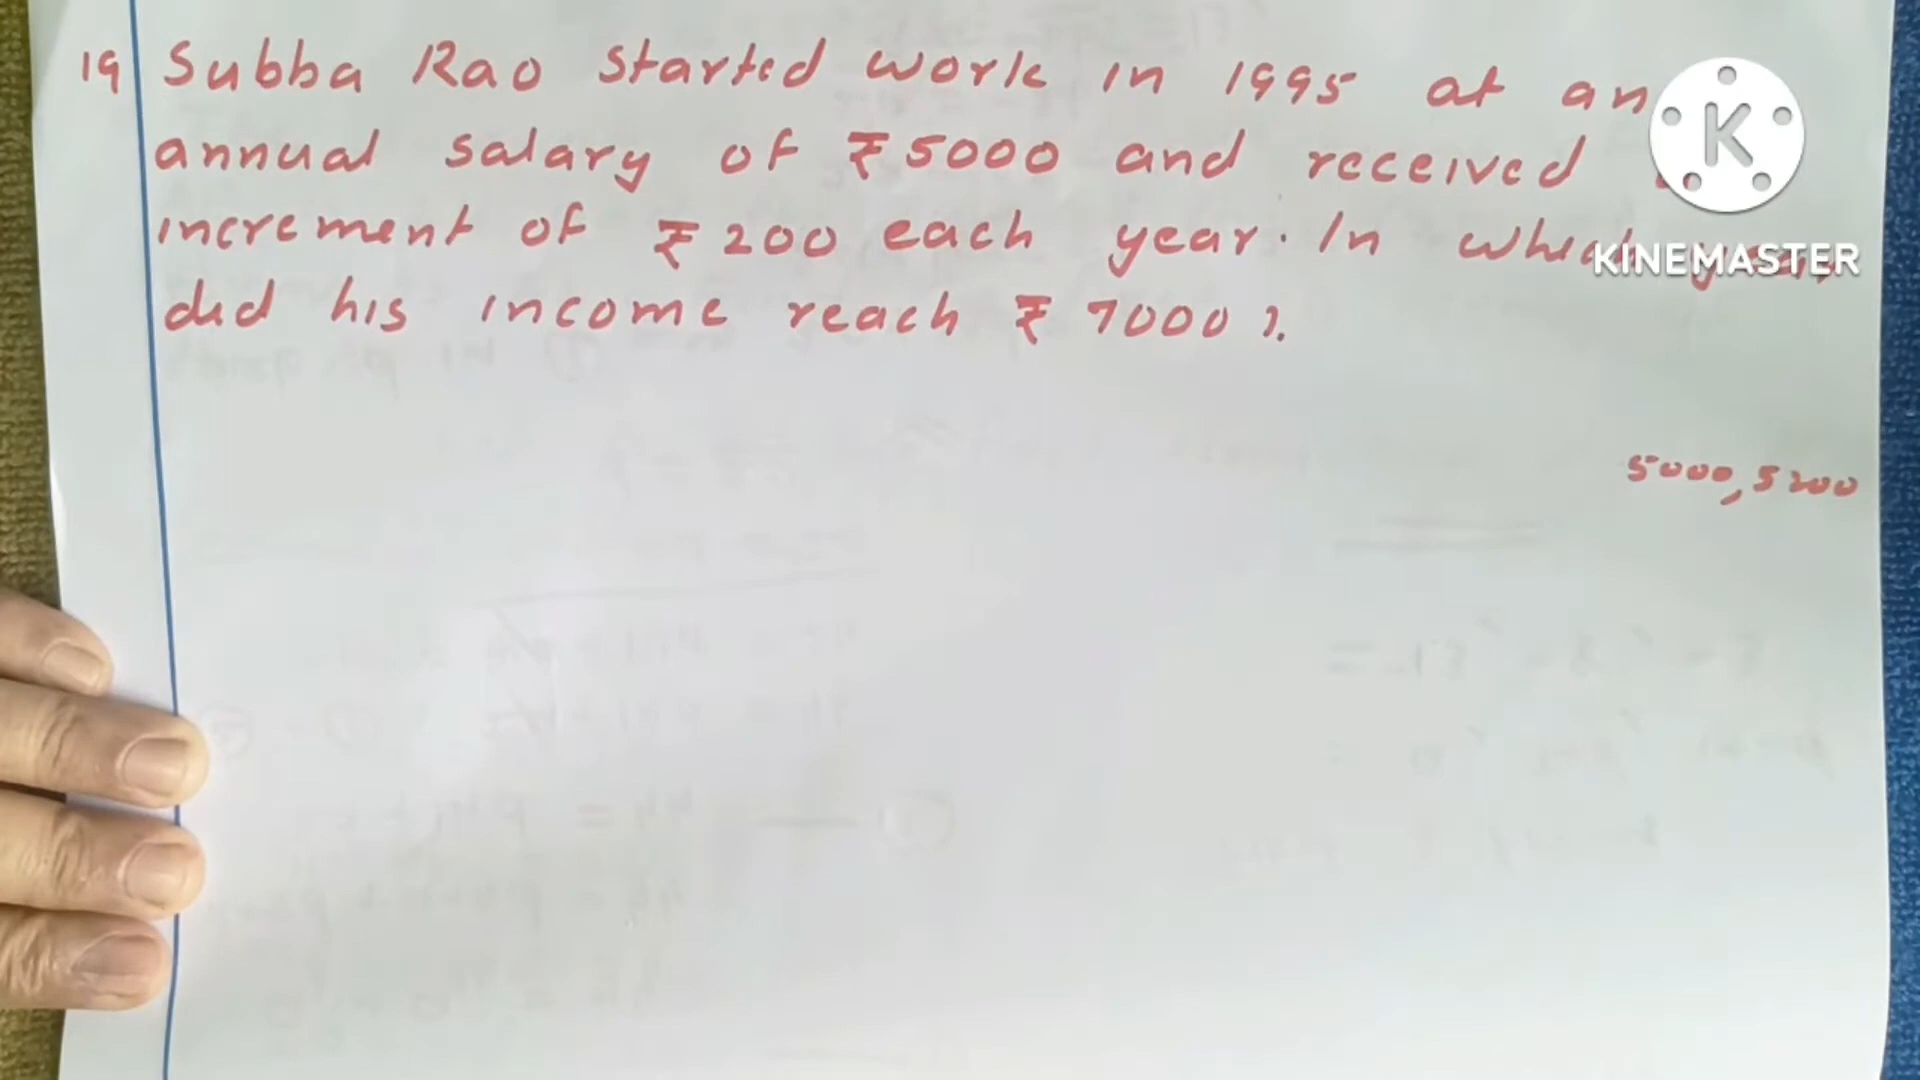 19 Subba Rao started work in 1995 at an
annual salary of ₹5000 and received
increment of ₹200 each year. In which
did his income reach ₹7000?
KINEMASTER
5000, 5200